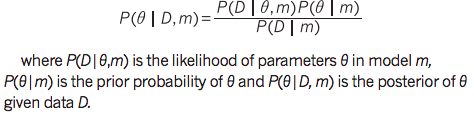 P(θ | D,m) = P(D | θ,m)P(θ | m) / P(D | m)
where P(D|θ,m) is the likelihood of parameters θ in model m,
P(θ|m) is the prior probability of θ and P(θ|D, m) is the posterior of θ
given data D.